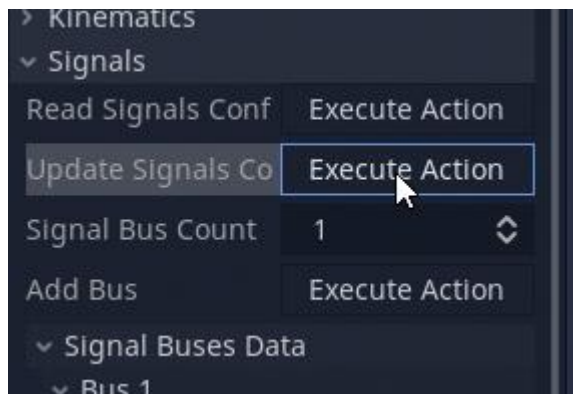 Kinematics
Signals
Read Signals Conf Execute Action
Update Signals Co Execute Action
Signal Bus Count 1
Add Bus Execute Action
Signal Buses Data
Bus 1